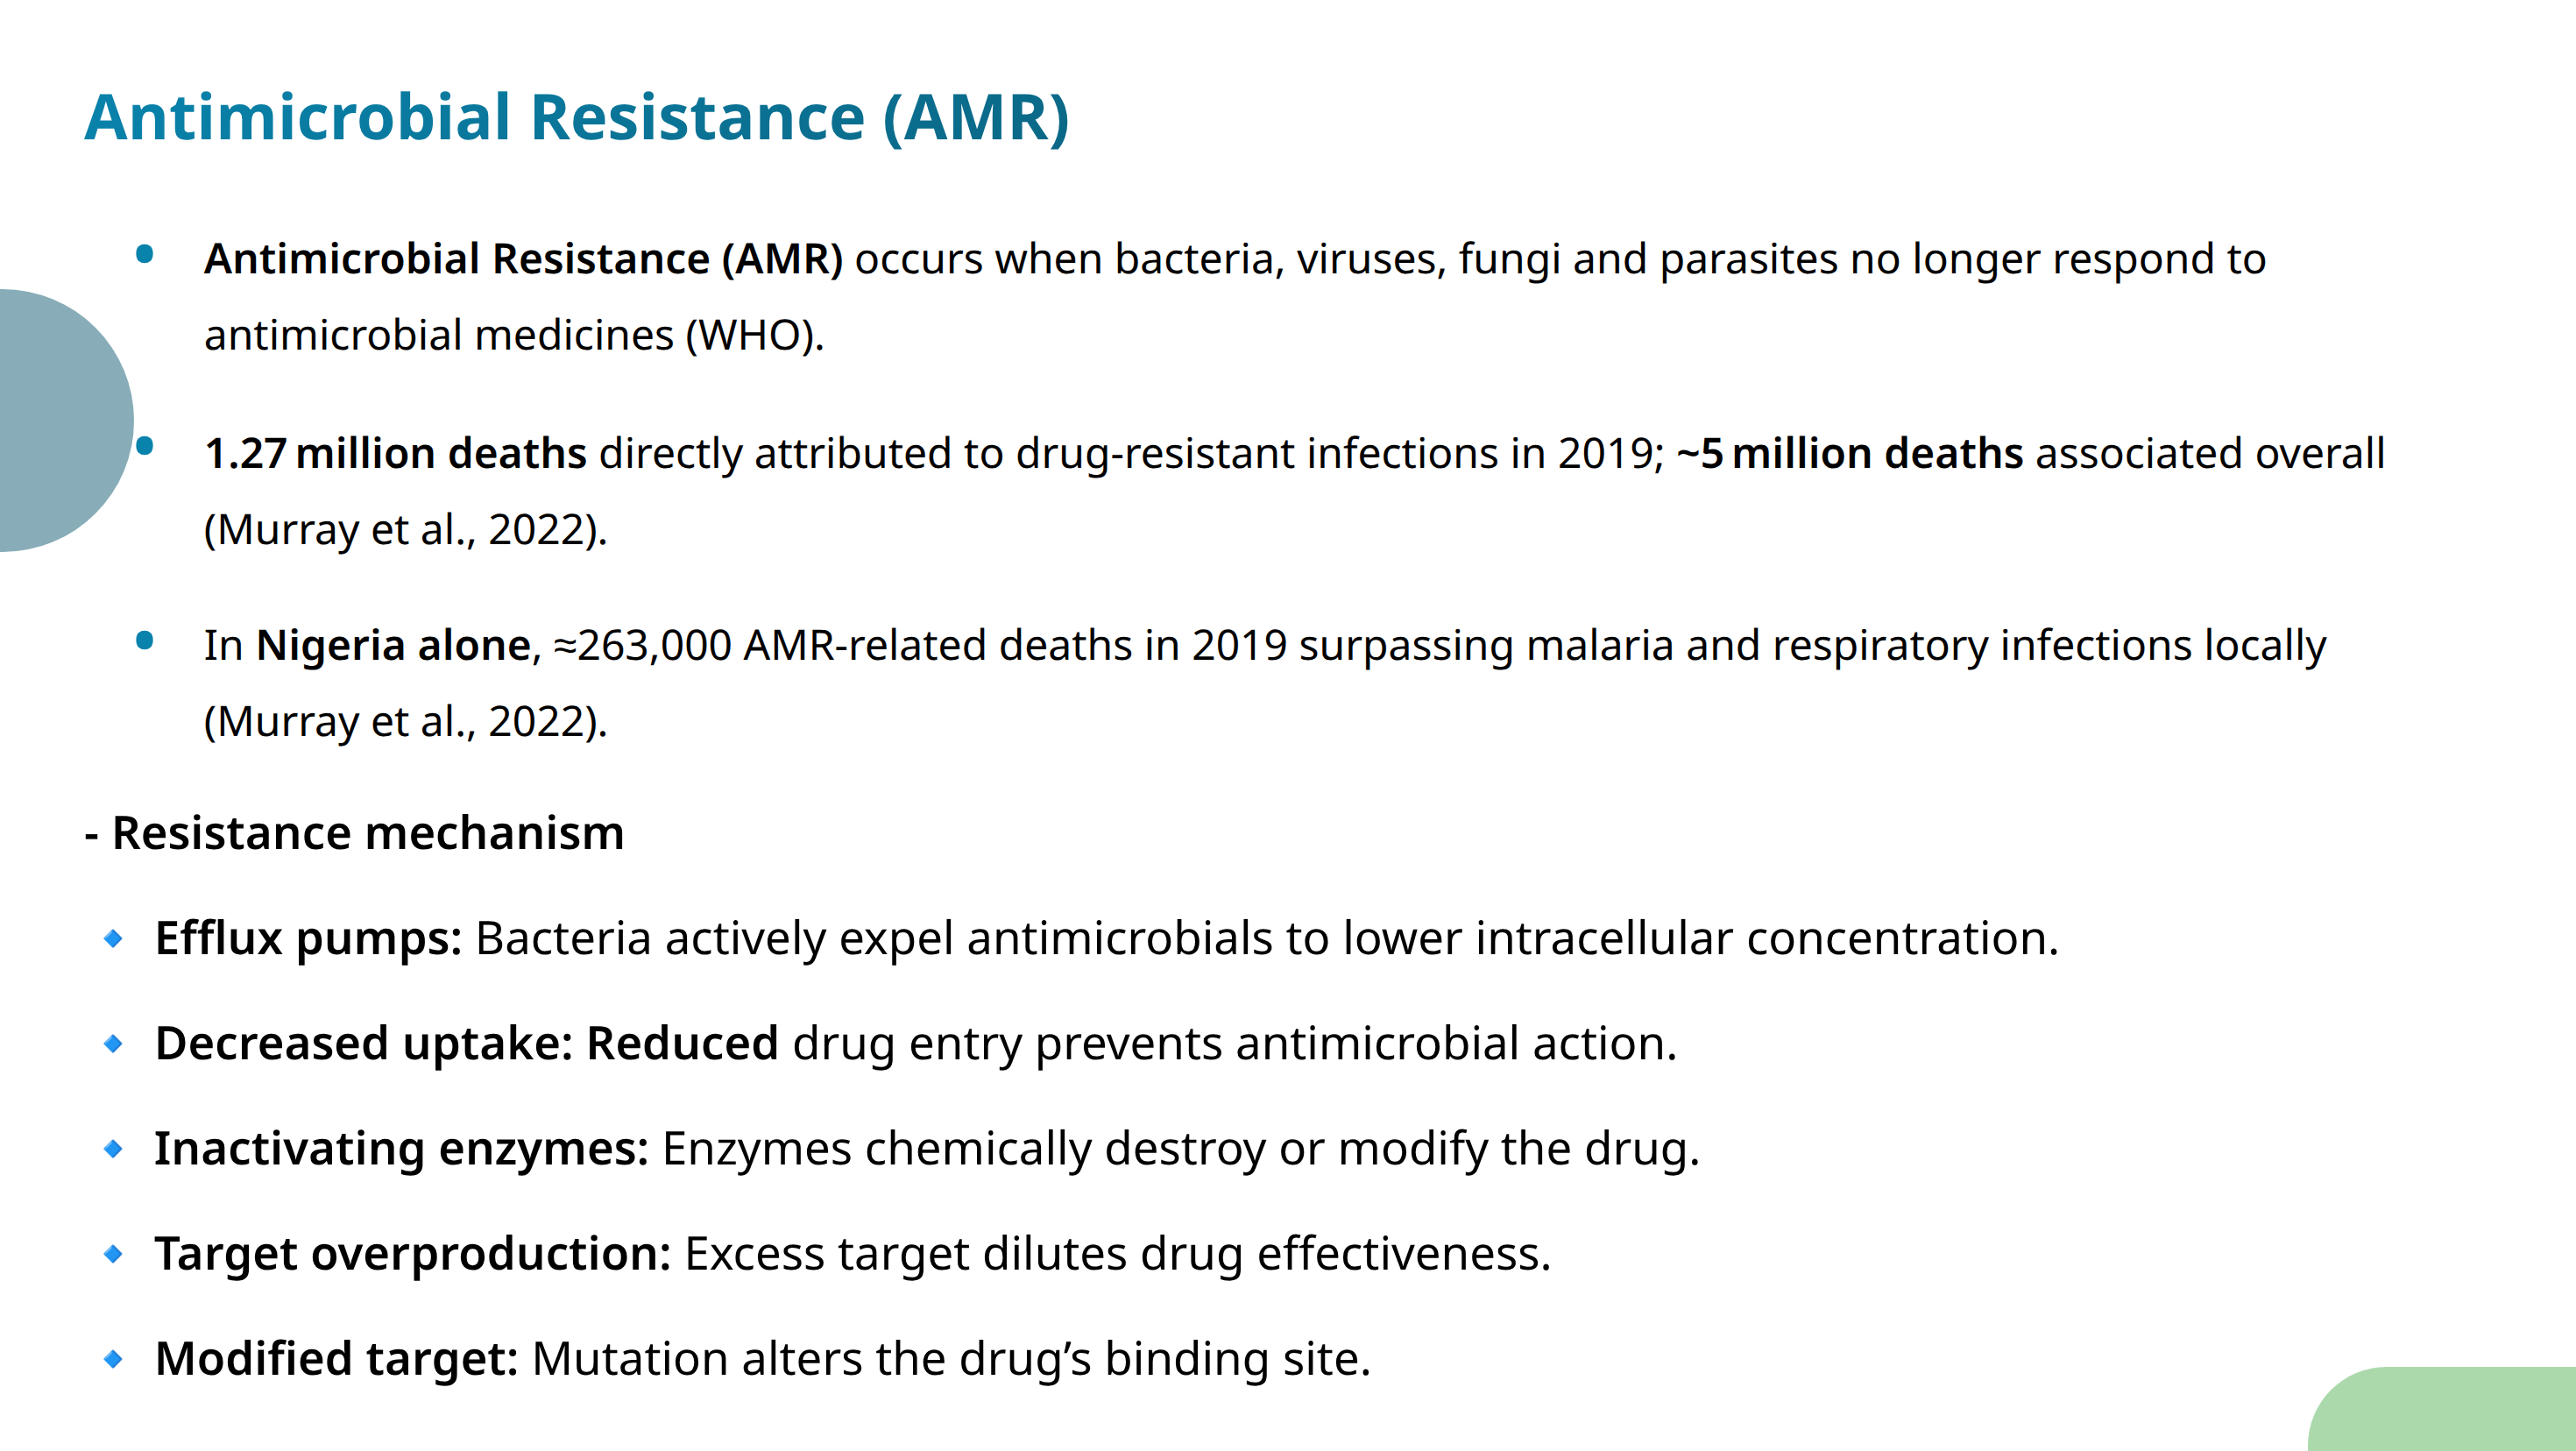 Antimicrobial Resistance (AMR)
• Antimicrobial Resistance (AMR) occurs when bacteria, viruses, fungi and parasites no longer respond to
antimicrobial medicines (WHO).
• 1.27 million deaths directly attributed to drug-resistant infections in 2019; ~5 million deaths associated overall
(Murray et al., 2022).
• In Nigeria alone, ≈263,000 AMR-related deaths in 2019 surpassing malaria and respiratory infections locally
(Murray et al., 2022).
- Resistance mechanism
🔹 Efflux pumps: Bacteria actively expel antimicrobials to lower intracellular concentration.
🔹 Decreased uptake: Reduced drug entry prevents antimicrobial action.
🔹 Inactivating enzymes: Enzymes chemically destroy or modify the drug.
🔹 Target overproduction: Excess target dilutes drug effectiveness.
🔹 Modified target: Mutation alters the drug’s binding site.